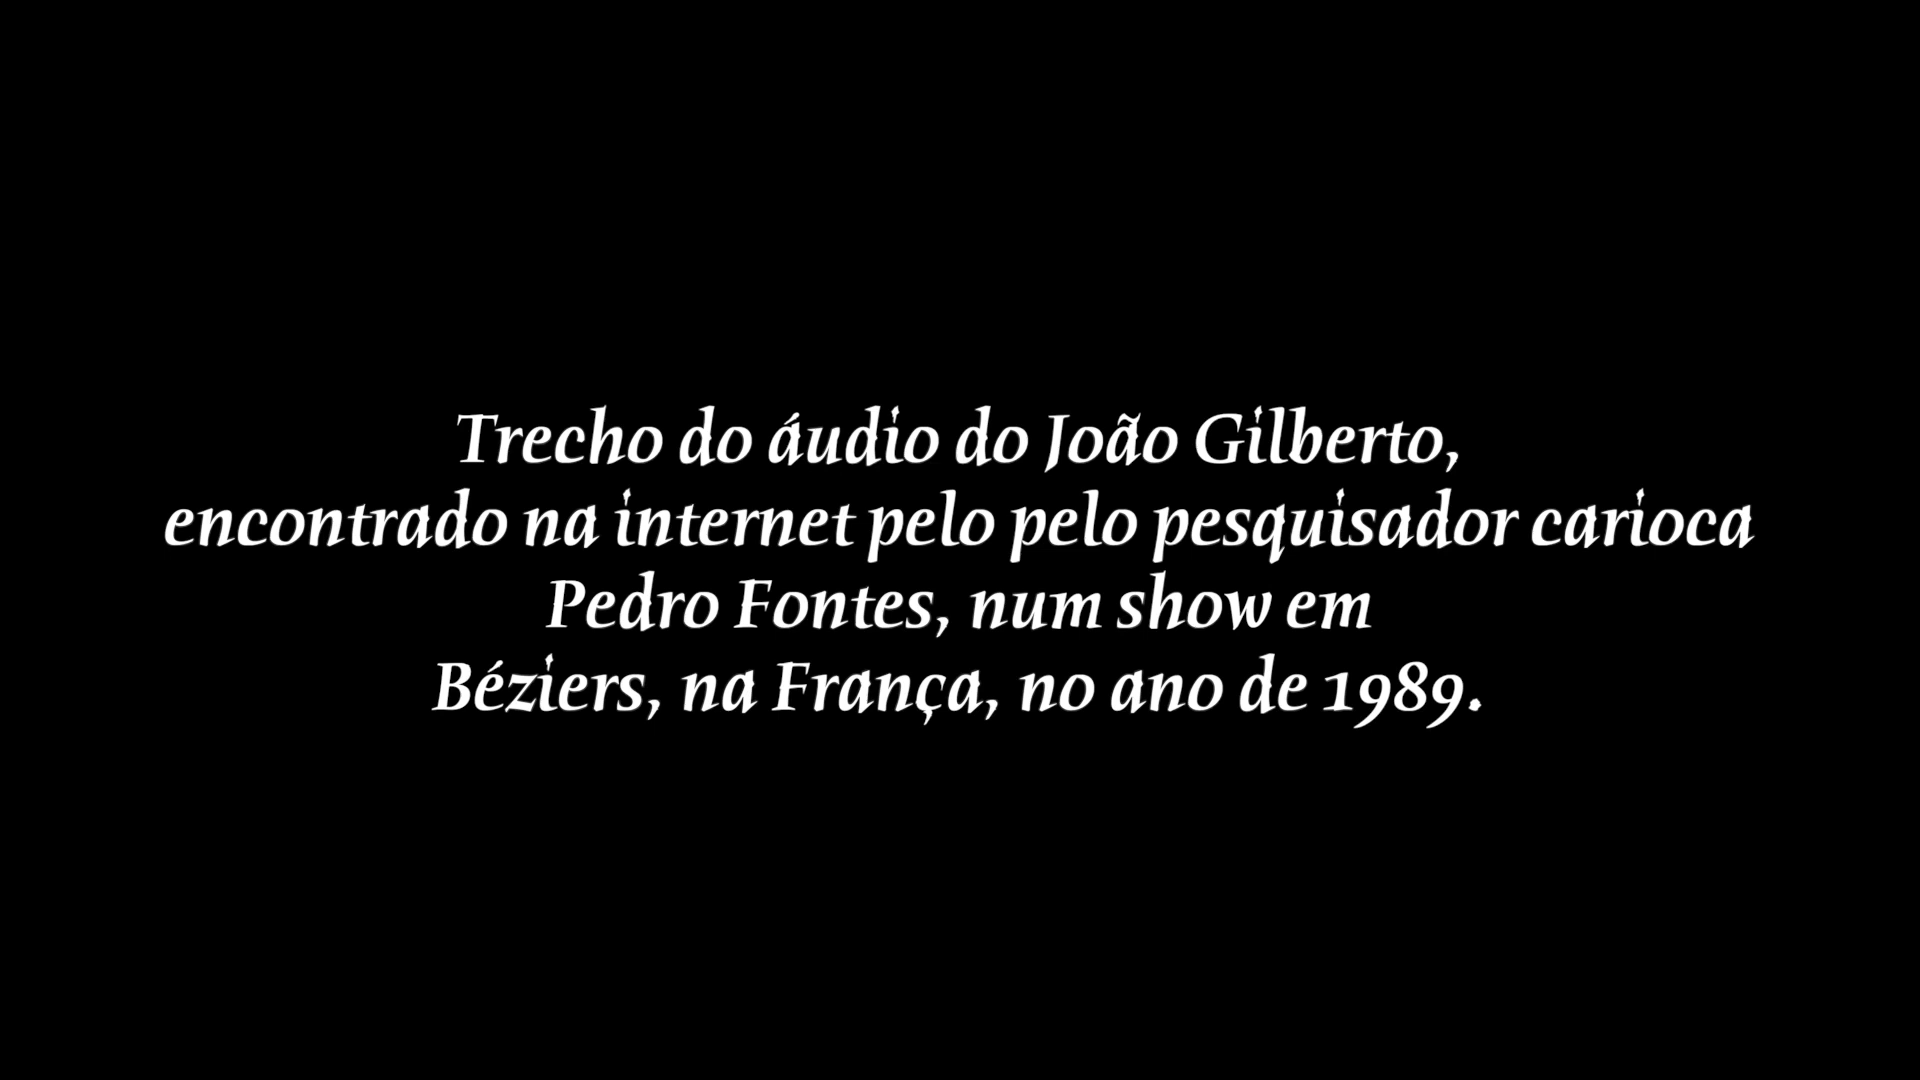 Trecho do áudio do João Gilberto,
encontrado na internet pelo pelo pesquisador carioca
Pedro Fontes, num show em
Béziers, na França, no ano de 1989.